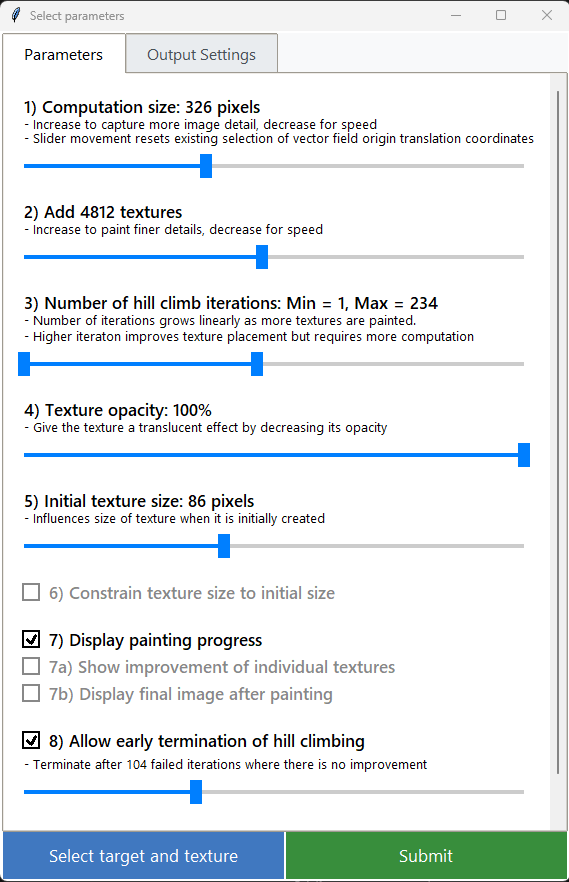 Select parameters
Parameters
Output Settings
1) Computation size: 326 pixels
- Increase to capture more image detail, decrease for speed
- Slider movement resets existing selection of vector field origin translation coordinates
2) Add 4812 textures
- Increase to paint finer details, decrease for speed
3) Number of hill climb iterations: Min = 1, Max = 234
- Number of iterations grows linearly as more textures are painted.
- Higher iteraton improves texture placement but requires more computation
4) Texture opacity: 100%
- Give the texture a translucent effect by decreasing its opacity
5) Initial texture size: 86 pixels
- Influences size of texture when it is initially created
6) Constrain texture size to initial size
7) Display painting progress
7a) Show improvement of individual textures
7b) Display final image after painting
8) Allow early termination of hill climbing
- Terminate after 104 failed iterations where there is no improvement
Select target and texture
Submit